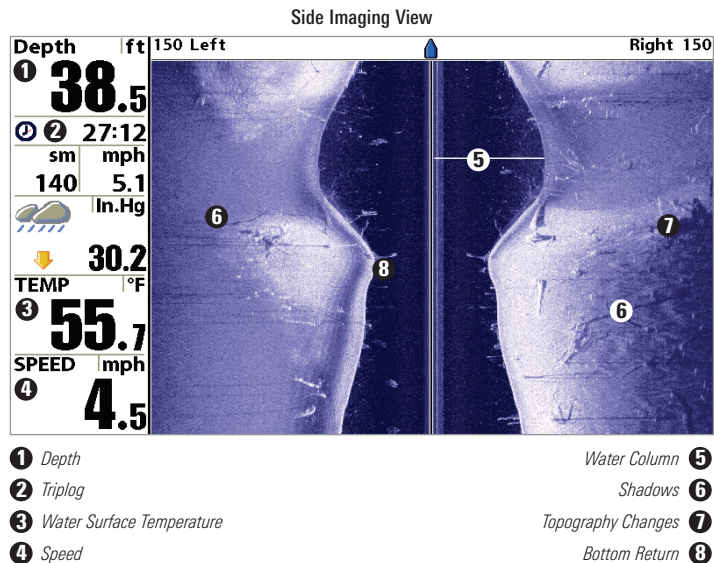 Side Imaging View
Depth ft 150 Left Right 150
1 38.5
2 27:12
sm mph
140 5.1
In.Hg
30.2
TEMP °F
3 55.7
SPEED mph
4 4.5
5
6
7
8
6
1 Depth
2 Triplog
3 Water Surface Temperature
4 Speed
Water Column 5
Shadows 6
Topography Changes 7
Bottom Return 8